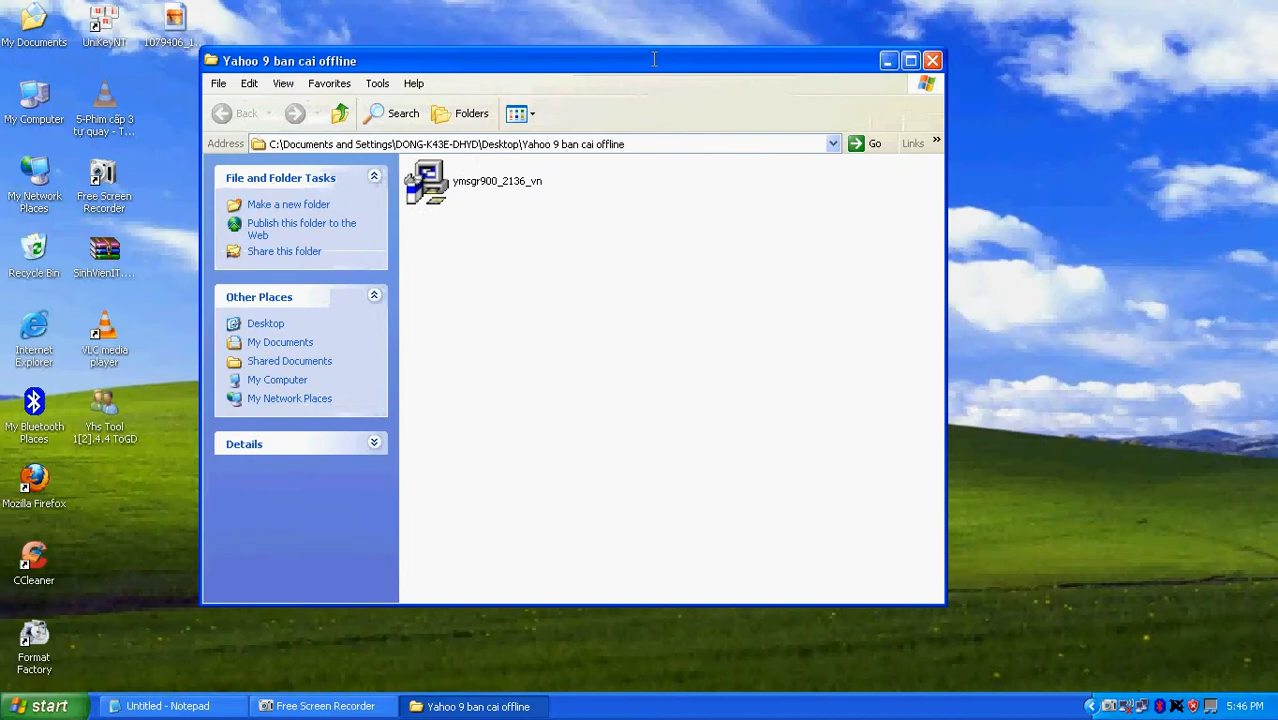 My Documents
UniKeyNT
1079406_1...
My Computer
5-Phim cấp 3
tư quay - T...
My Network
Places
Free Screen
Recorder
Recycle Bin
SinhVienIT....
Internet
Explorer
VLC media
player
My Bluetooth
Places
Yhs Tool
1[2].4.4 ToGD
Mozilla Firefox
CCleaner
Format
Factory
Yahoo 9 ban cai offline
File Edit View Favorites Tools Help
Back Search Folders
Address C:\Documents and Settings\DONG-K43E-DHYD\Desktop\Yahoo 9 ban cai offline Go Links »
File and Folder Tasks
Make a new folder
Publish this folder to the
Web
Share this folder
Other Places
Desktop
My Documents
Shared Documents
My Computer
My Network Places
Details
ymsgr900_2136_vn
start Untitled - Notepad Free Screen Recorder Yahoo 9 ban cai offline 5:46 PM